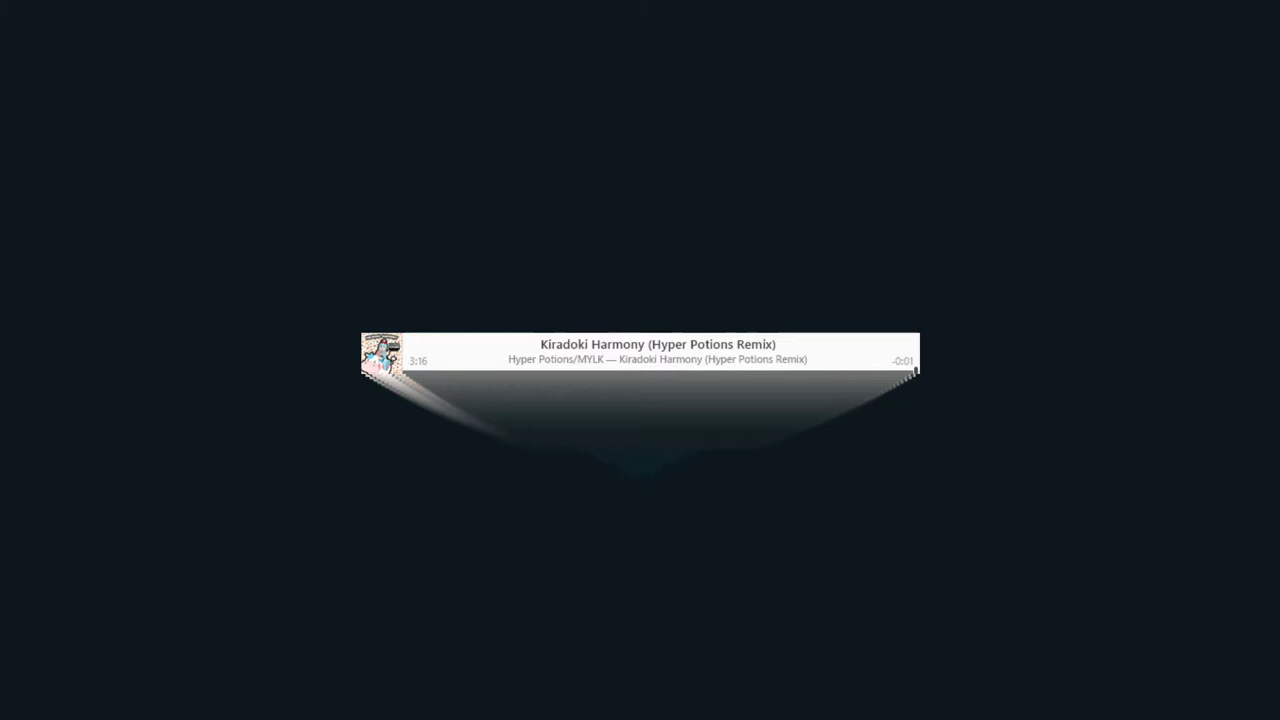 Kiradoki Harmony (Hyper Potions Remix)
3:16
Hyper Potions/MYLK — Kiradoki Harmony (Hyper Potions Remix)
-0:01